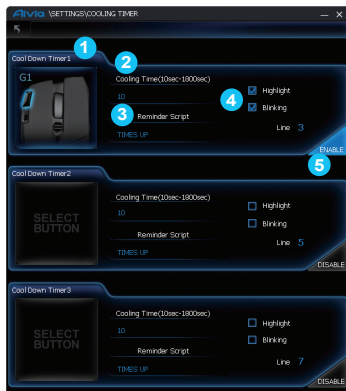 Aivia \SETTINGS\COOLING TIMER
1
2
Cool Down Timer1
G1
Cooling Time(10sec-1800sec)
10
3
Reminder Script
TIMES UP
4
Highlight
Blinking
Line 3
ENABLE
5
Cool Down Timer2
SELECT
BUTTON
Cooling Time(10sec-1800sec)
10
Reminder Script
TIMES UP
Highlight
Blinking
Line 5
DISABLE
Cool Down Timer3
SELECT
BUTTON
Cooling Time(10sec-1800sec)
10
Reminder Script
TIMES UP
Highlight
Blinking
Line 7
DISABLE